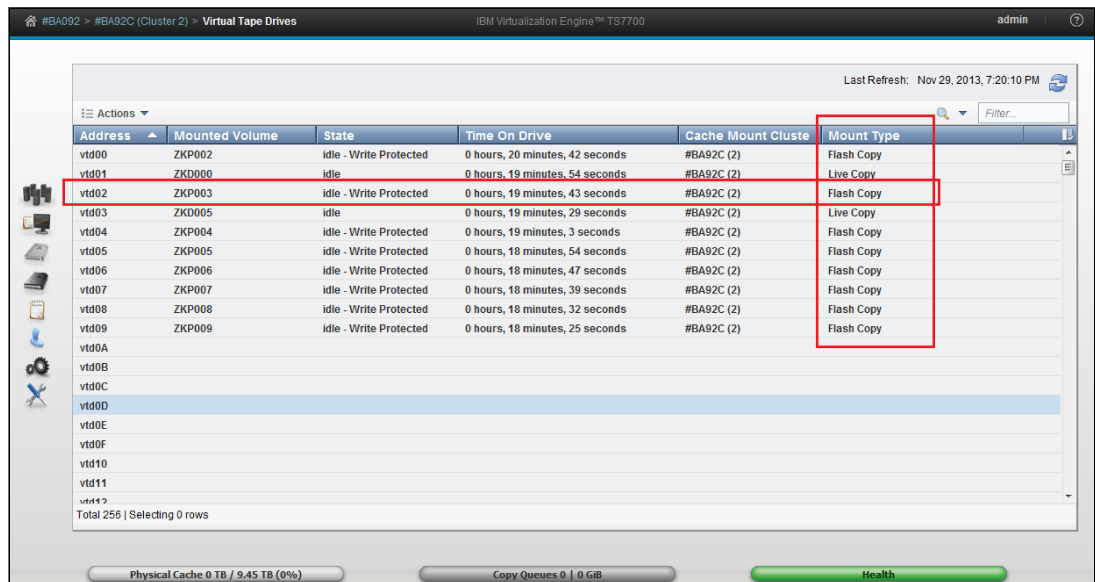 #BA092 > #BA92C (Cluster 2) > Virtual Tape Drives IBM Virtualization Engine™ TS7700 admin ?
Last Refresh: Nov 29, 2013, 7:20:10 PM
Actions Filter...
Address Mounted Volume State Time On Drive Cache Mount Cluste Mount Type
vtd00 ZKP002 idle - Write Protected 0 hours, 20 minutes, 42 seconds #BA92C (2) Flash Copy
vtd01 ZKD000 idle 0 hours, 19 minutes, 54 seconds #BA92C (2) Live Copy
vtd02 ZKP003 idle - Write Protected 0 hours, 19 minutes, 43 seconds #BA92C (2) Flash Copy
vtd03 ZKD005 idle 0 hours, 19 minutes, 29 seconds #BA92C (2) Live Copy
vtd04 ZKP004 idle - Write Protected 0 hours, 19 minutes, 3 seconds #BA92C (2) Flash Copy
vtd05 ZKP005 idle - Write Protected 0 hours, 18 minutes, 54 seconds #BA92C (2) Flash Copy
vtd06 ZKP006 idle - Write Protected 0 hours, 18 minutes, 47 seconds #BA92C (2) Flash Copy
vtd07 ZKP007 idle - Write Protected 0 hours, 18 minutes, 39 seconds #BA92C (2) Flash Copy
vtd08 ZKP008 idle - Write Protected 0 hours, 18 minutes, 32 seconds #BA92C (2) Flash Copy
vtd09 ZKP009 idle - Write Protected 0 hours, 18 minutes, 25 seconds #BA92C (2) Flash Copy
vtd0A
vtd0B
vtd0C
vtd0D
vtd0E
vtd0F
vtd10
vtd11
vtd12
Total 256 | Selecting 0 rows
Physical Cache 0 TB / 9.45 TB (0%) Copy Queues 0 | 0 GiB Health